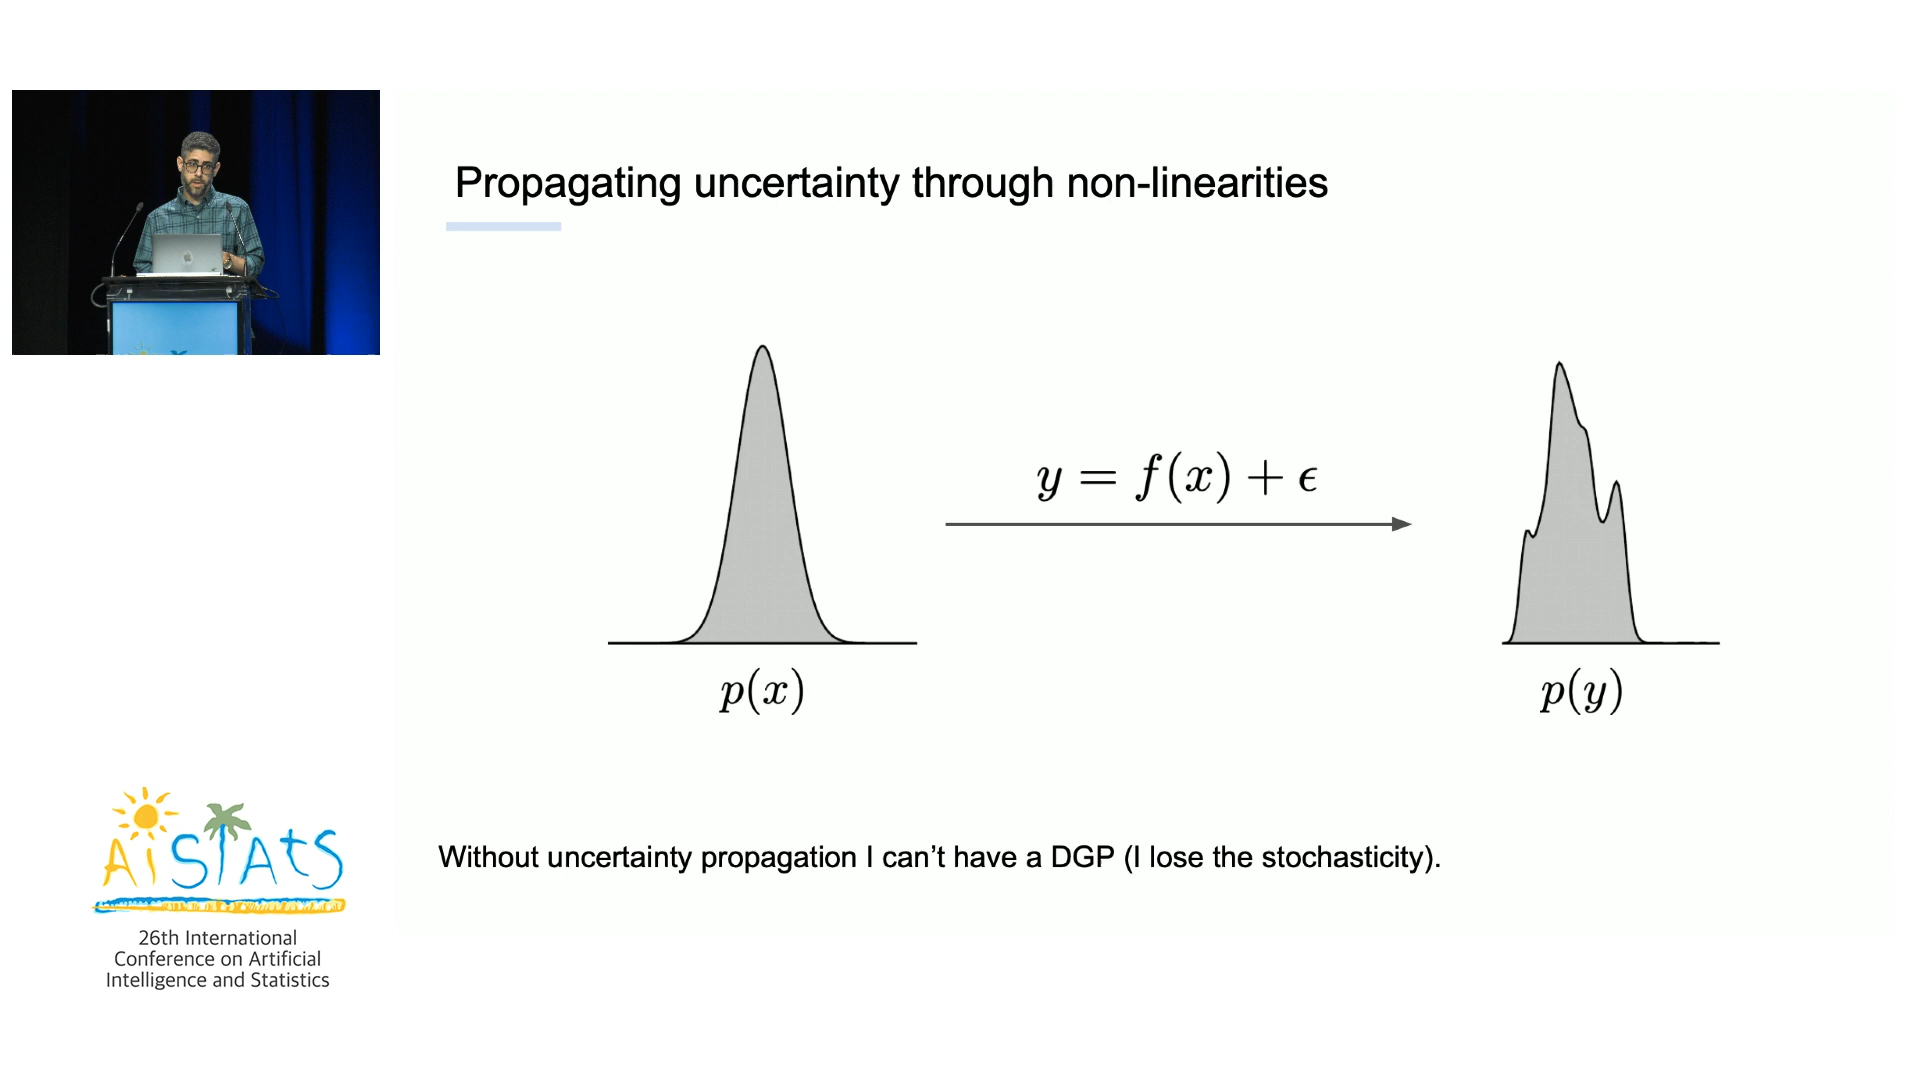 Propagating uncertainty through non-linearities
y = f(x) + ϵ
p(x)
p(y)
Without uncertainty propagation I can’t have a DGP (I lose the stochasticity).
AiSTAtS
26th International
Conference on Artificial
Intelligence and Statistics